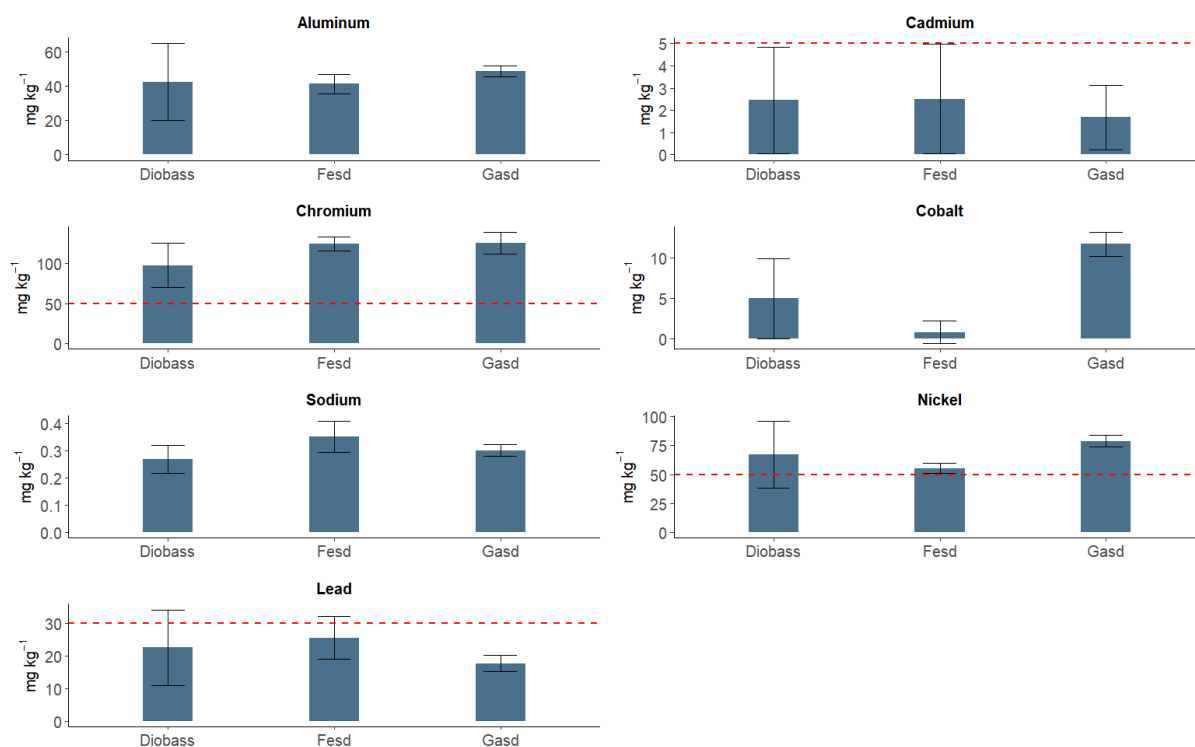 Aluminum
mg kg⁻¹
60
40
20
0
Diobass Fesd Gasd
Cadmium
mg kg⁻¹
5
4
3
2
1
0
Diobass Fesd Gasd
Chromium
mg kg⁻¹
100
50
0
Diobass Fesd Gasd
Cobalt
mg kg⁻¹
10
5
0
Diobass Fesd Gasd
Sodium
mg kg⁻¹
0.4
0.3
0.2
0.1
0.0
Diobass Fesd Gasd
Nickel
mg kg⁻¹
100
75
50
25
0
Diobass Fesd Gasd
Lead
mg kg⁻¹
30
20
10
0
Diobass Fesd Gasd